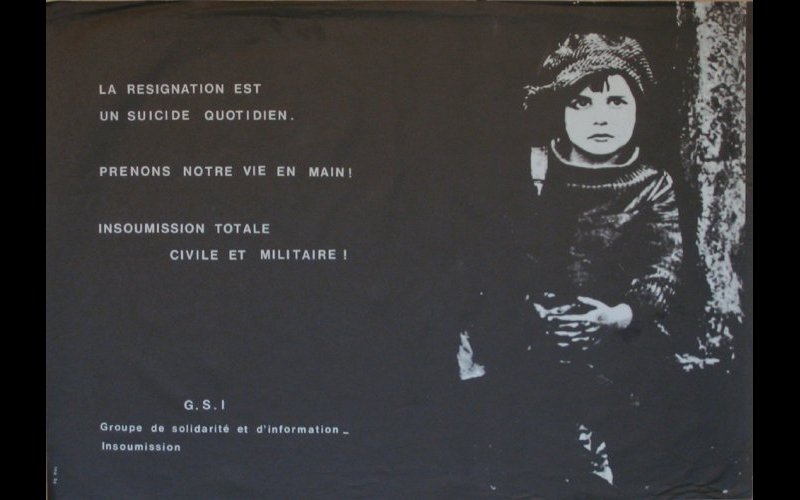 LA RESIGNATION EST
UN SUICIDE QUOTIDIEN.
PRENONS NOTRE VIE EN MAIN!
INSOUMISSION TOTALE
CIVILE ET MILITAIRE!
G.S.I
Groupe de solidarité et d'information_
Insoumission